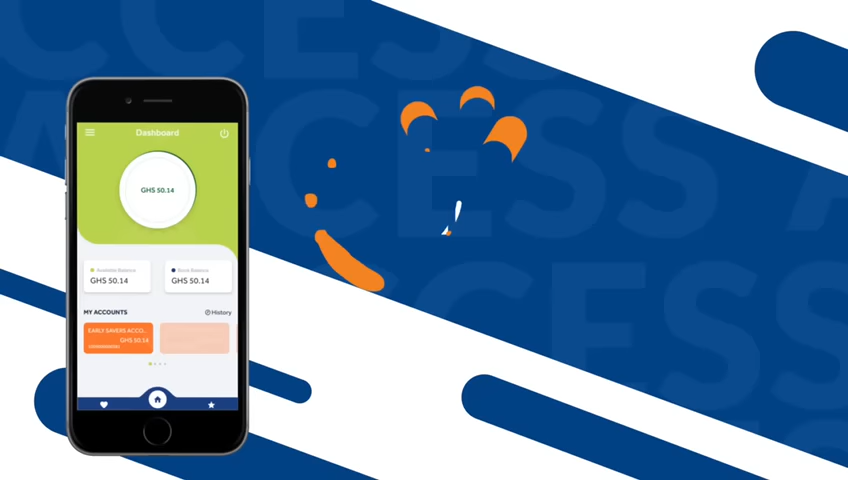 CCESS
ACCESS A
CCESS
Dashboard
GHS 50.14
Available Balance
GHS 50.14
Book Balance
GHS 50.14
MY ACCOUNTS
History
EARLY SAVERS ACCO...
GHS 50.14